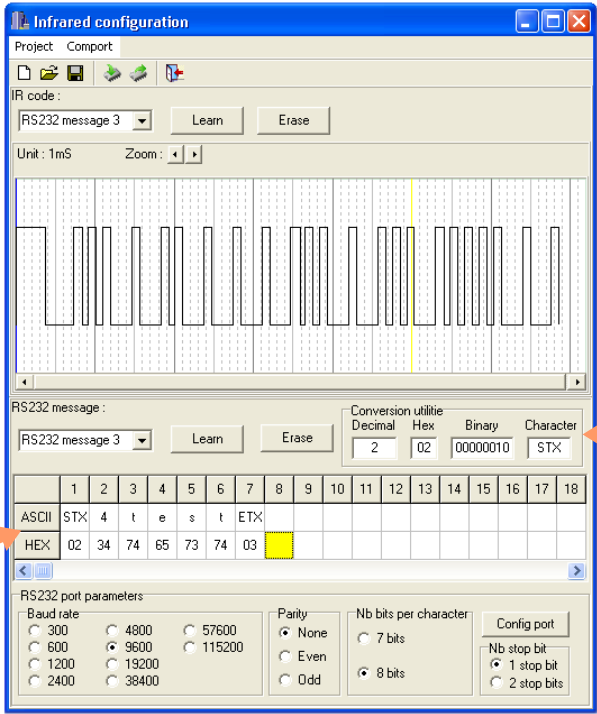 Infrared configuration
Project Comport
IR code :
RS232 message 3 Learn Erase
Unit : 1mS Zoom :
RS232 message :
Conversion utilitie
Decimal Hex Binary Character
RS232 message 3 Learn Erase 2 02 00000010 STX
1 2 3 4 5 6 7 8 9 10 11 12 13 14 15 16 17 18
ASCII STX 4 t e s t ETX
HEX 02 34 74 65 73 74 03
RS232 port parameters
Baud rate Parity Nb bits per character
300 4800 57600 None 7 bits Config port
600 9600 115200 Even Nb stop bit
1200 19200 Odd 8 bits 1 stop bit
2400 38400 2 stop bits